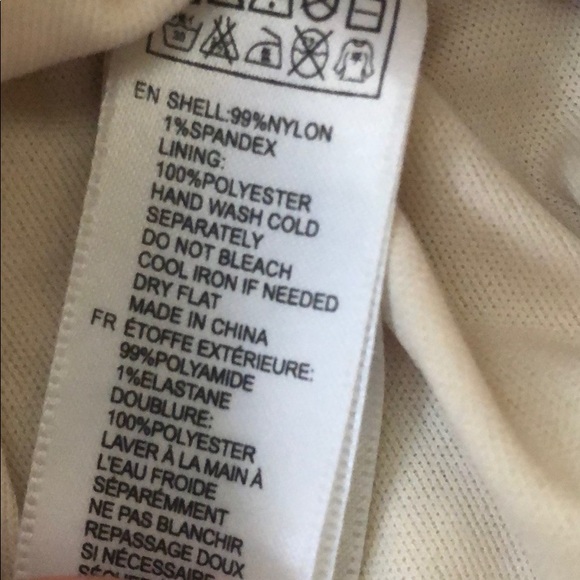 EN SHELL:99%NYLON
1%SPANDEX
LINING:
100%POLYESTER
HAND WASH COLD
SEPARATELY
DO NOT BLEACH
COOL IRON IF NEEDED
DRY FLAT
MADE IN CHINA
FR ÉTOFFE EXTÉRIEURE:
99%POLYAMIDE
1%ELASTANE
DOUBLURE:
100%POLYESTER
LAVER À LA MAIN À
L'EAU FROIDE
SÉPARÉMMENT
NE PAS BLANCHIR
REPASSAGE DOUX
SI NÉCESSAIRE